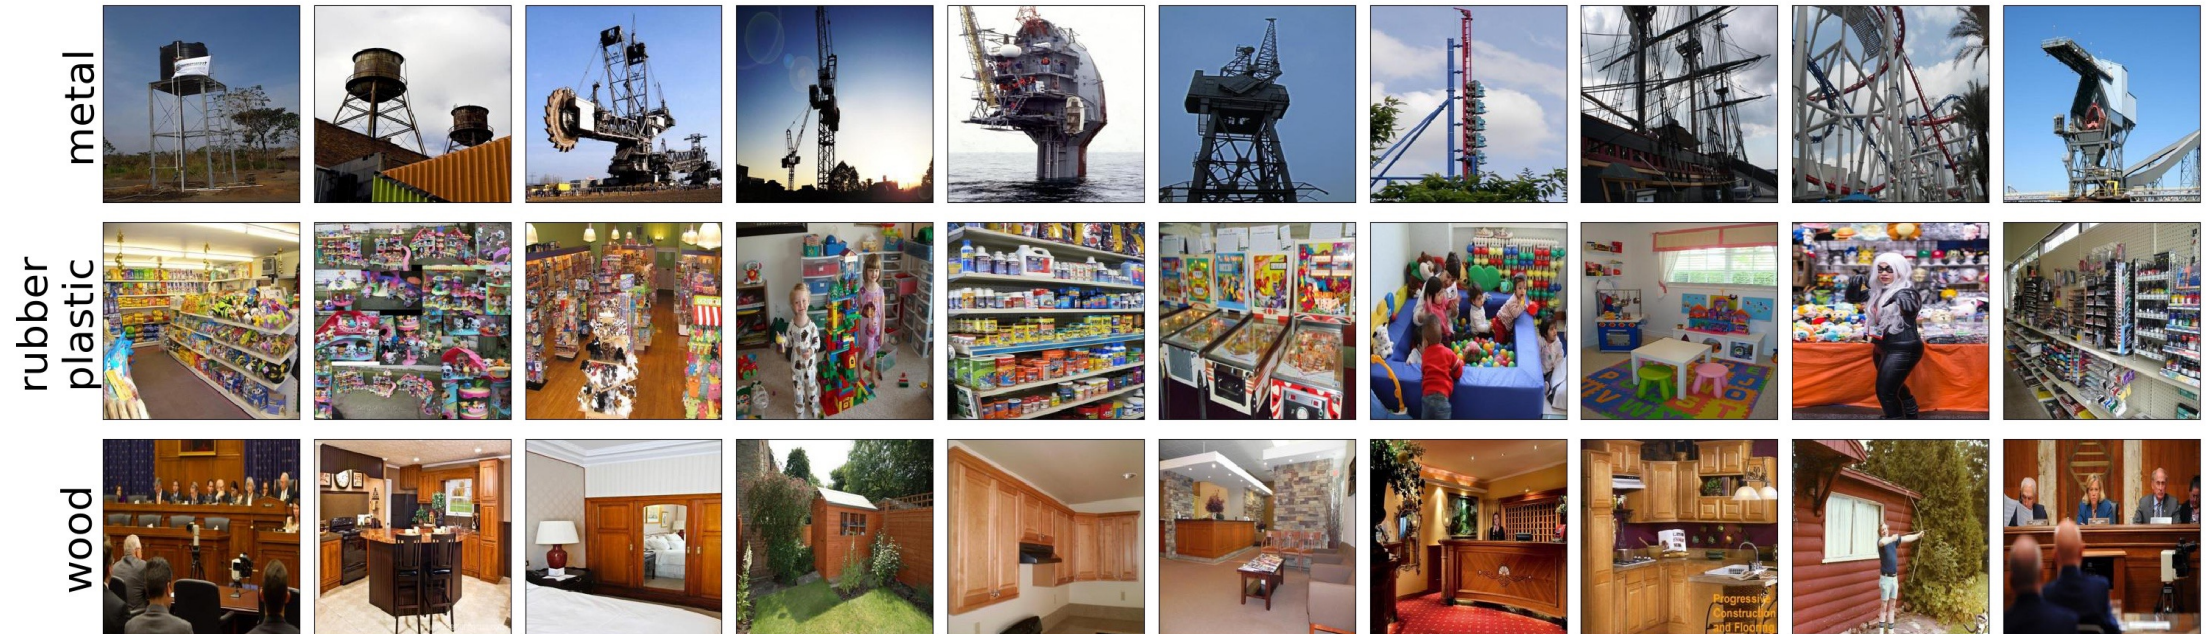 metal
rubber
plastic
wood
Progressive
Construction
and Flooring